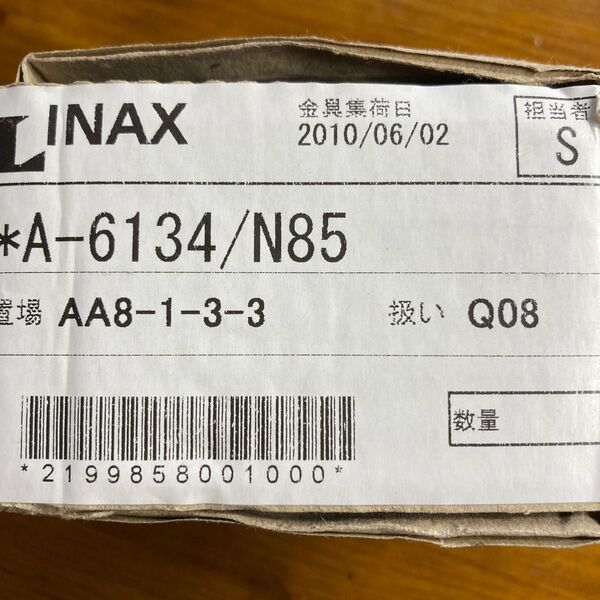 INAX
金具集荷日
2010/06/02
担当者
S
*A-6134/N85
置場 AA8-1-3-3
扱い Q08
数量
*2199858001000*